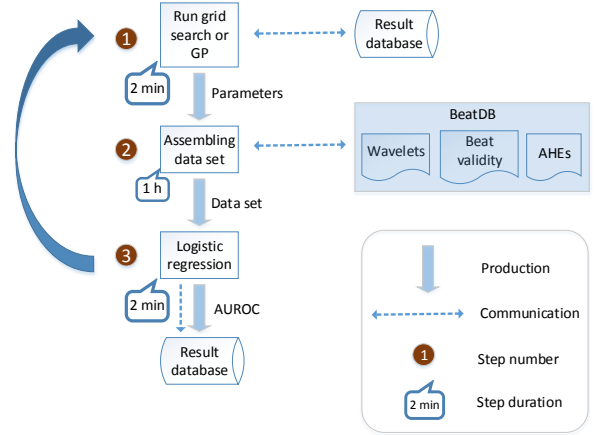 1
Run grid
search or
GP
2 min
Result
database
Parameters
2
Assembling
data set
1 h
BeatDB
Wavelets
Beat
validity
AHEs
Data set
3
Logistic
regression
2 min
AUROC
Result
database
Production
Communication
1
Step number
2 min
Step duration